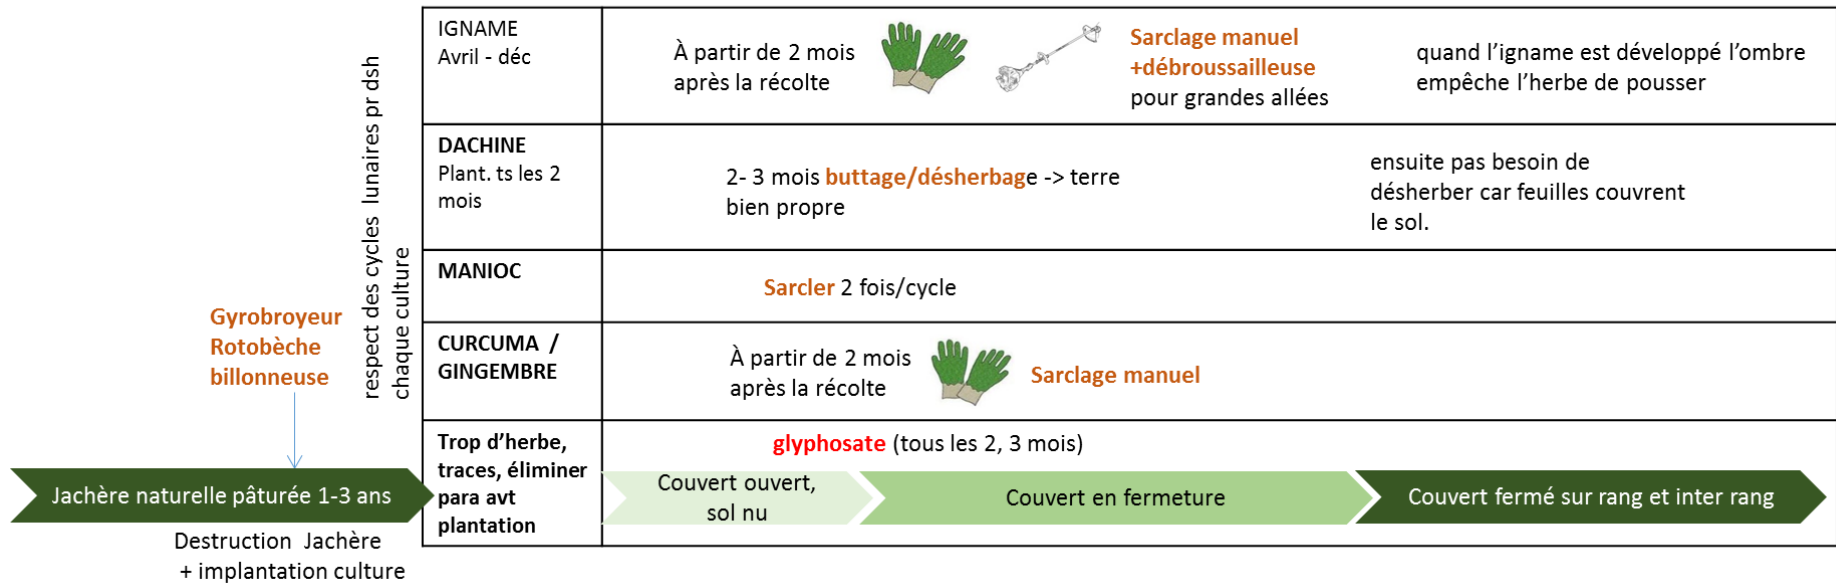 IGNAME
Avril - déc
À partir de 2 mois
après la récolte
Sarclage manuel
+débroussailleuse
pour grandes allées
quand l’igname est développé l’ombre
empêche l’herbe de pousser
respect des cycles lunaires pr dsh
chaque culture
DACHINE
Plant. ts les 2
mois
2- 3 mois buttage/désherbage -> terre
bien propre
ensuite pas besoin de
désherber car feuilles couvrent
le sol.
MANIOC
Sarcler 2 fois/cycle
Gyrobroyeur
Rotobèche
billonneuse
CURCUMA /
GINGEMBRE
À partir de 2 mois
après la récolte
Sarclage manuel
Trop d’herbe,
traces, éliminer
para avt
plantation
glyphosate (tous les 2, 3 mois)
Jachère naturelle pâturée 1-3 ans
Couvert ouvert,
sol nu
Couvert en fermeture
Couvert fermé sur rang et inter rang
Destruction Jachère
+ implantation culture